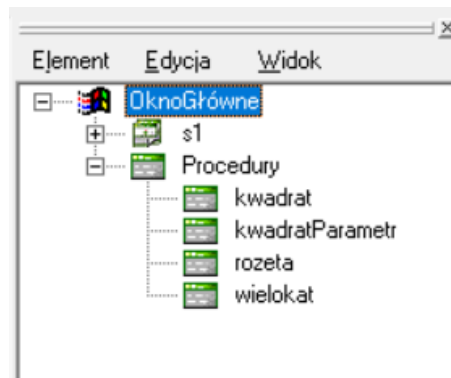 Element Edycja Widok
OknoGłówne
s1
Procedury
kwadrat
kwadratParametr
rozeta
wielokat